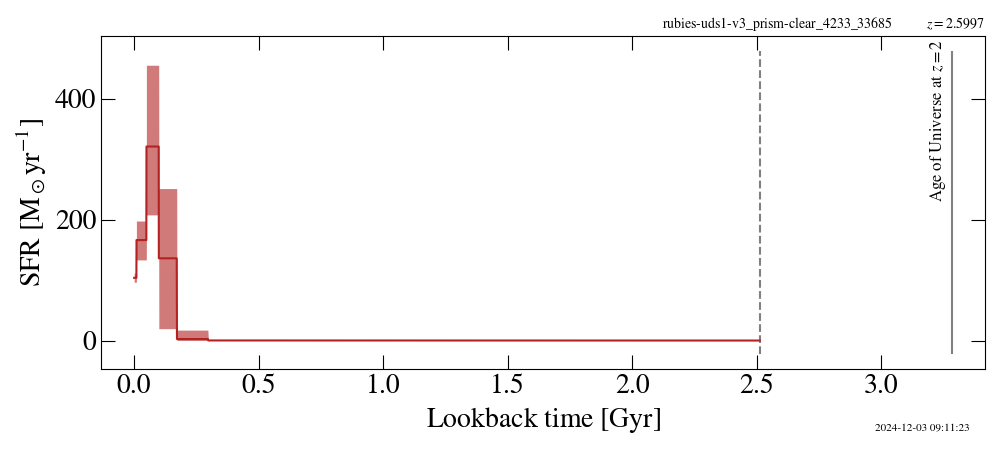 rubies-uds1-v3_prism-clear_4233_33685 z = 2.5997
Age of Universe at z = 2
SFR [M⊙yr⁻¹]
400
200
0
0.0 0.5 1.0 1.5 2.0 2.5 3.0
Lookback time [Gyr]
2024-12-03 09:11:23